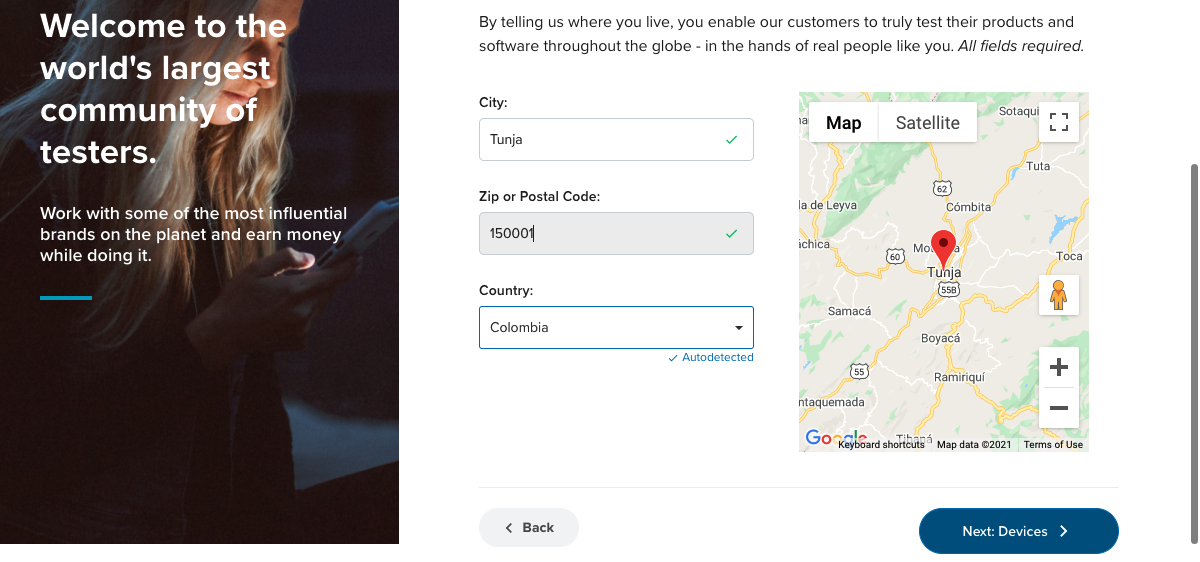 Welcome to the
world's largest
community of
testers.
Work with some of the most influential
brands on the planet and earn money
while doing it.
By telling us where you live, you enable our customers to truly test their products and
software throughout the globe - in the hands of real people like you. All fields required.
City:
Tunja
Zip or Postal Code:
150001
Country:
Colombia
Autodetected
Map
Satellite
Sotaqui
Tuta
62
la de Leyva
Cómbita
áchica
60
Toca
Tunja
55B
Samacá
Boyacá
55
Ramiriquí
ntaquemada
Google
Tibaná
Keyboard shortcuts
Map data ©2021
Terms of Use
Back
Next: Devices